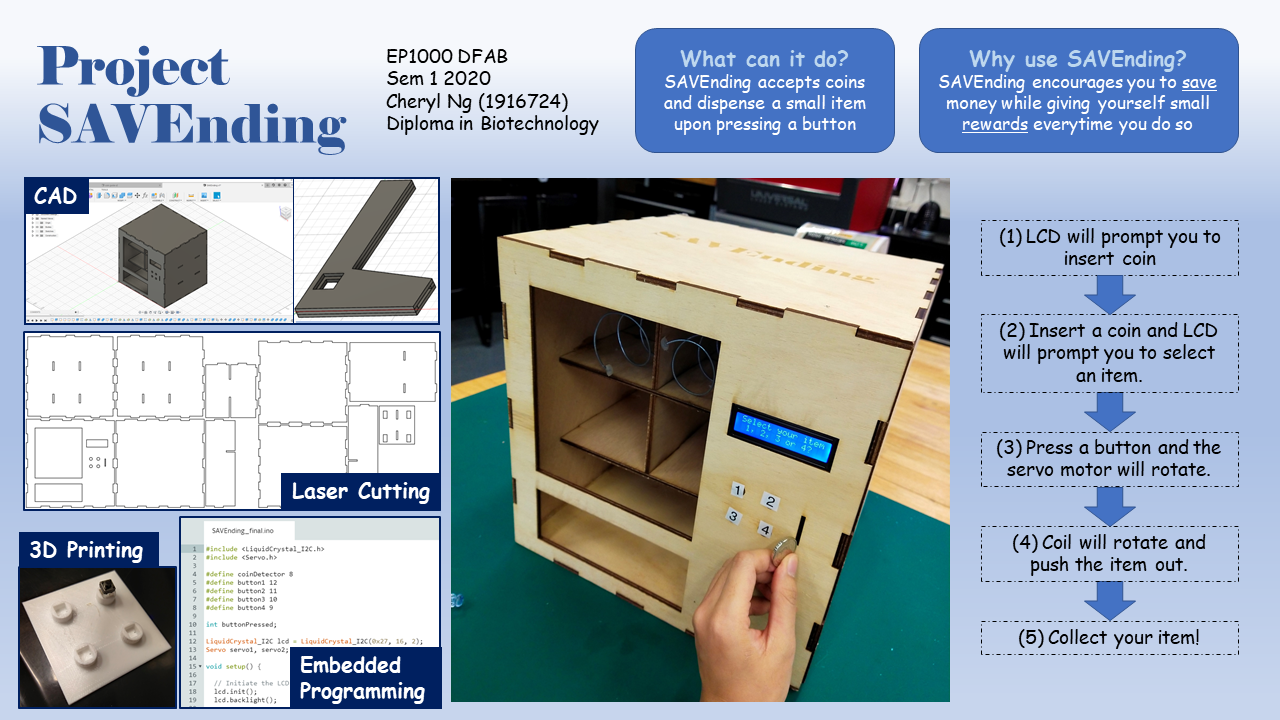 Project
SAVEnding
EP1000 DFAB
Sem 1 2020
Cheryl Ng (1916724)
Diploma in Biotechnology
What can it do?
SAVEnding accepts coins
and dispense a small item
upon pressing a button
Why use SAVEnding?
SAVEnding encourages you to save
money while giving yourself small
rewards everytime you do so
CAD
Laser Cutting
3D Printing
SAVEnding_final.ino
1 #include <LiquidCrystal_I2C.h>
2 #include <Servo.h>
3
4 #define coinDetector 8
5 #define button1 12
6 #define button2 11
7 #define button3 10
8 #define button4 9
9
10 int buttonPressed;
11
12 LiquidCrystal_I2C lcd = LiquidCrystal_I2C(0x27, 16, 2);
13 Servo servo1, servo2;
14
15 void setup() {
16
17 // Initiate the LCD
18 lcd.init();
19 lcd.backlight();
Embedded
Programming
SAVEnding
Select your item
1, 2, 3 or 4?
1 2
3 4
(1) LCD will prompt you to
insert coin
(2) Insert a coin and LCD
will prompt you to select
an item.
(3) Press a button and the
servo motor will rotate.
(4) Coil will rotate and
push the item out.
(5) Collect your item!